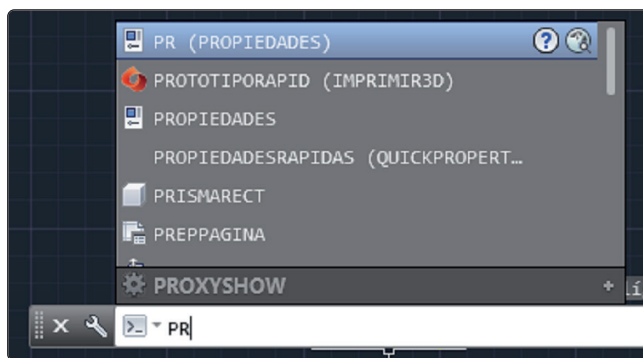 PR (PROPIEDADES)
PROTOTIPORAPID (IMPRIMIR3D)
PROPIEDADES
PROPIEDADESRAPIDAS (QUICKPROPERT...
PRISMARECT
PREPPAGINA
PROXYSHOW
PR